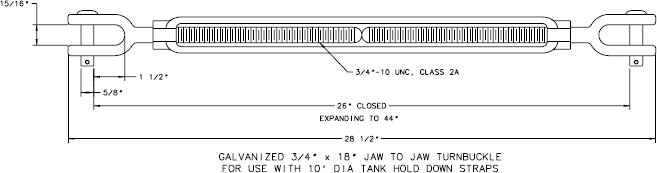 15/16"
3/4"-10 UNC, CLASS 2A
1 1/2"
5/8"
26" CLOSED
EXPANDING TO 44"
28 1/2"
GALVANIZED 3/4" x 18" JAW TO JAW TURNBUCKLE
FOR USE WITH 10' DIA TANK HOLD DOWN STRAPS